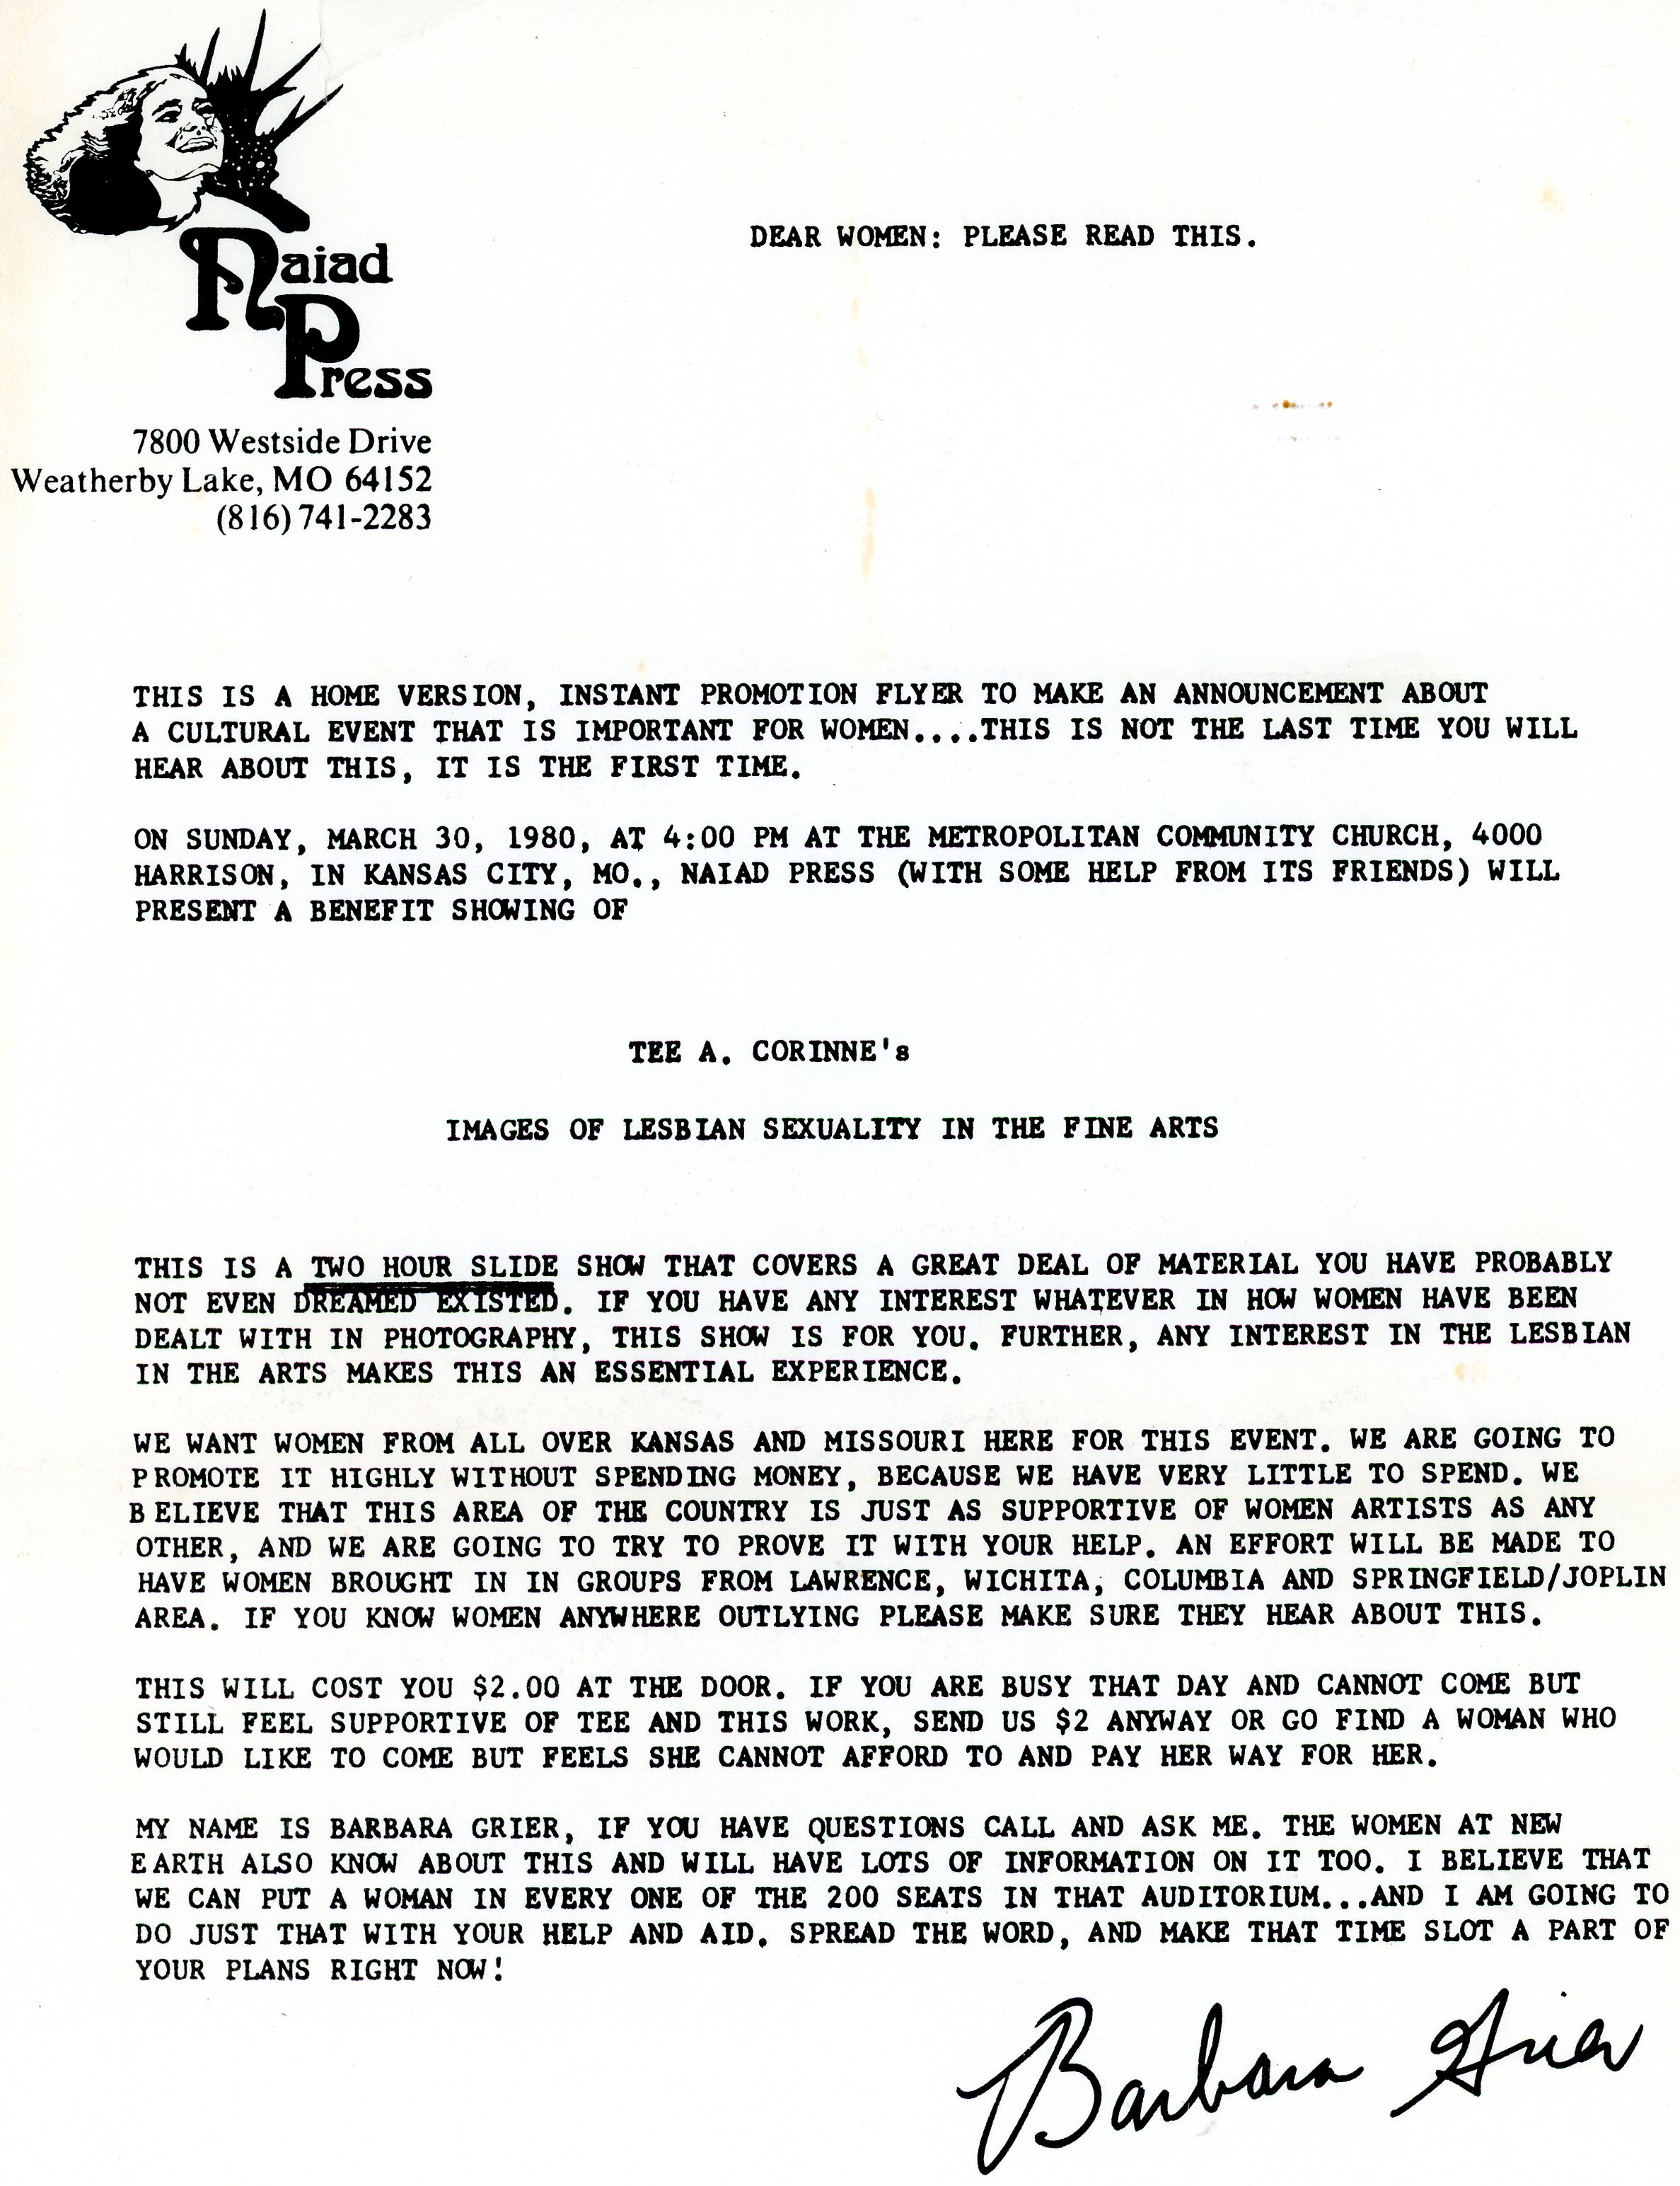 Naiad
Press
7800 Westside Drive
Weatherby Lake, MO 64152
(816) 741-2283
DEAR WOMEN: PLEASE READ THIS.
THIS IS A HOME VERSION, INSTANT PROMOTION FLYER TO MAKE AN ANNOUNCEMENT ABOUT
A CULTURAL EVENT THAT IS IMPORTANT FOR WOMEN....THIS IS NOT THE LAST TIME YOU WILL
HEAR ABOUT THIS, IT IS THE FIRST TIME.
ON SUNDAY, MARCH 30, 1980, AT 4:00 PM AT THE METROPOLITAN COMMUNITY CHURCH, 4000
HARRISON, IN KANSAS CITY, MO., NAIAD PRESS (WITH SOME HELP FROM ITS FRIENDS) WILL
PRESENT A BENEFIT SHOWING OF
TEE A. CORINNE's
IMAGES OF LESBIAN SEXUALITY IN THE FINE ARTS
THIS IS A TWO HOUR SLIDE SHOW THAT COVERS A GREAT DEAL OF MATERIAL YOU HAVE PROBABLY
NOT EVEN DREAMED EXISTED. IF YOU HAVE ANY INTEREST WHATEVER IN HOW WOMEN HAVE BEEN
DEALT WITH IN PHOTOGRAPHY, THIS SHOW IS FOR YOU. FURTHER, ANY INTEREST IN THE LESBIAN
IN THE ARTS MAKES THIS AN ESSENTIAL EXPERIENCE.
WE WANT WOMEN FROM ALL OVER KANSAS AND MISSOURI HERE FOR THIS EVENT. WE ARE GOING TO
PROMOTE IT HIGHLY WITHOUT SPENDING MONEY, BECAUSE WE HAVE VERY LITTLE TO SPEND. WE
BELIEVE THAT THIS AREA OF THE COUNTRY IS JUST AS SUPPORTIVE OF WOMEN ARTISTS AS ANY
OTHER, AND WE ARE GOING TO TRY TO PROVE IT WITH YOUR HELP. AN EFFORT WILL BE MADE TO
HAVE WOMEN BROUGHT IN IN GROUPS FROM LAWRENCE, WICHITA, COLUMBIA AND SPRINGFIELD/JOPLIN
AREA. IF YOU KNOW WOMEN ANYWHERE OUTLYING PLEASE MAKE SURE THEY HEAR ABOUT THIS.
THIS WILL COST YOU $2.00 AT THE DOOR. IF YOU ARE BUSY THAT DAY AND CANNOT COME BUT
STILL FEEL SUPPORTIVE OF TEE AND THIS WORK, SEND US $2 ANYWAY OR GO FIND A WOMAN WHO
WOULD LIKE TO COME BUT FEELS SHE CANNOT AFFORD TO AND PAY HER WAY FOR HER.
MY NAME IS BARBARA GRIER, IF YOU HAVE QUESTIONS CALL AND ASK ME. THE WOMEN AT NEW
EARTH ALSO KNOW ABOUT THIS AND WILL HAVE LOTS OF INFORMATION ON IT TOO. I BELIEVE THAT
WE CAN PUT A WOMAN IN EVERY ONE OF THE 200 SEATS IN THAT AUDITORIUM...AND I AM GOING TO
DO JUST THAT WITH YOUR HELP AND AID. SPREAD THE WORD, AND MAKE THAT TIME SLOT A PART OF
YOUR PLANS RIGHT NOW!
Barbara Grier